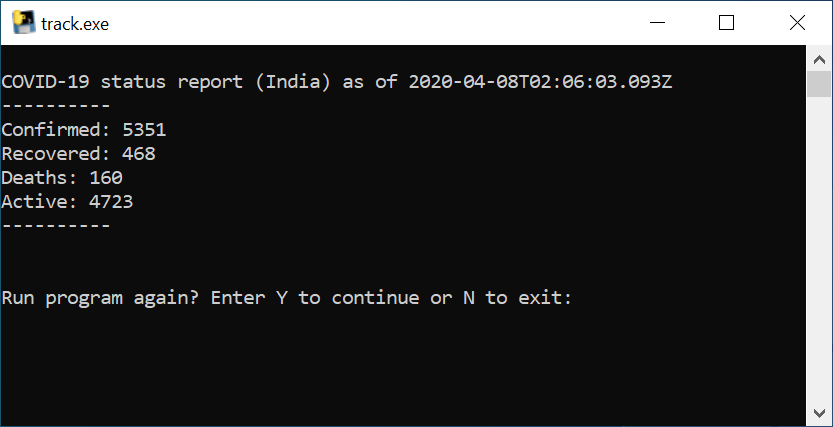 track.exe
COVID-19 status report (India) as of 2020-04-08T02:06:03.093Z
----------
Confirmed: 5351
Recovered: 468
Deaths: 160
Active: 4723
----------
Run program again? Enter Y to continue or N to exit: